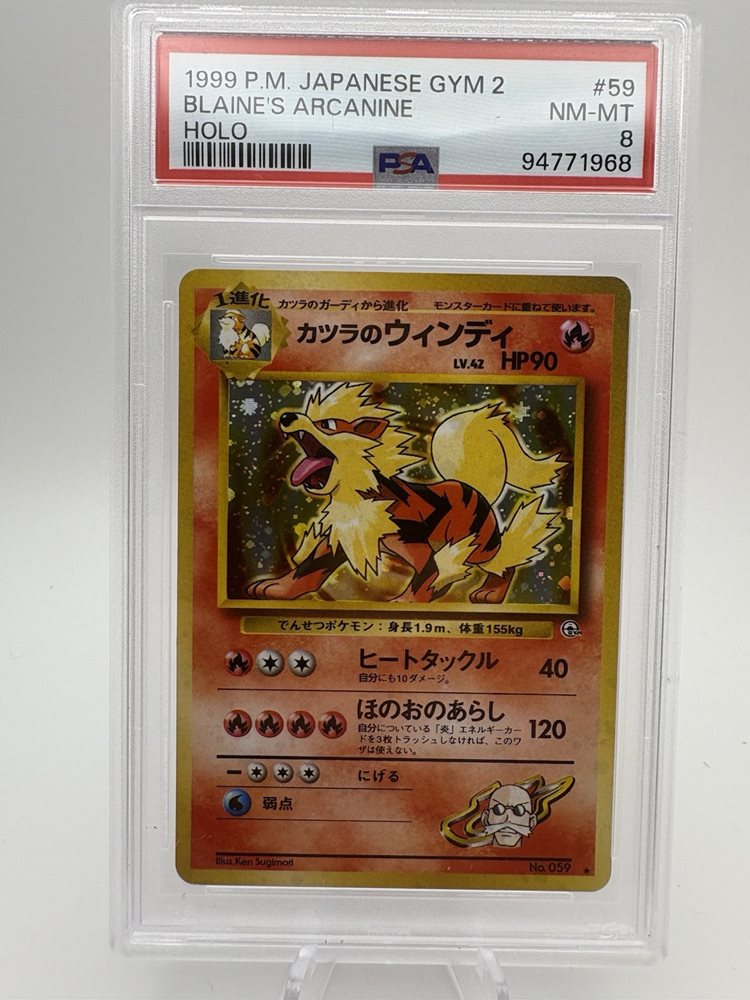 1999 P.M. JAPANESE GYM 2 #59
BLAINE'S ARCANINE NM-MT
HOLO 8
PSA 94771968
1進化 カツラのガーディから進化 モンスターカードに重ねて使います。
カツラのウィンディ
LV.42 HP90
でんせつポケモン：身長1.9m、体重155kg
ヒートタックル 40
自分にも10ダメージ。
ほのおのあらし 120
自分についている「炎」エネルギーカー
ドを3枚トラッシュしなければ、このワ
ザは使えない。
にげる
弱点
Illus.Ken Sugimori
No. 059 ★